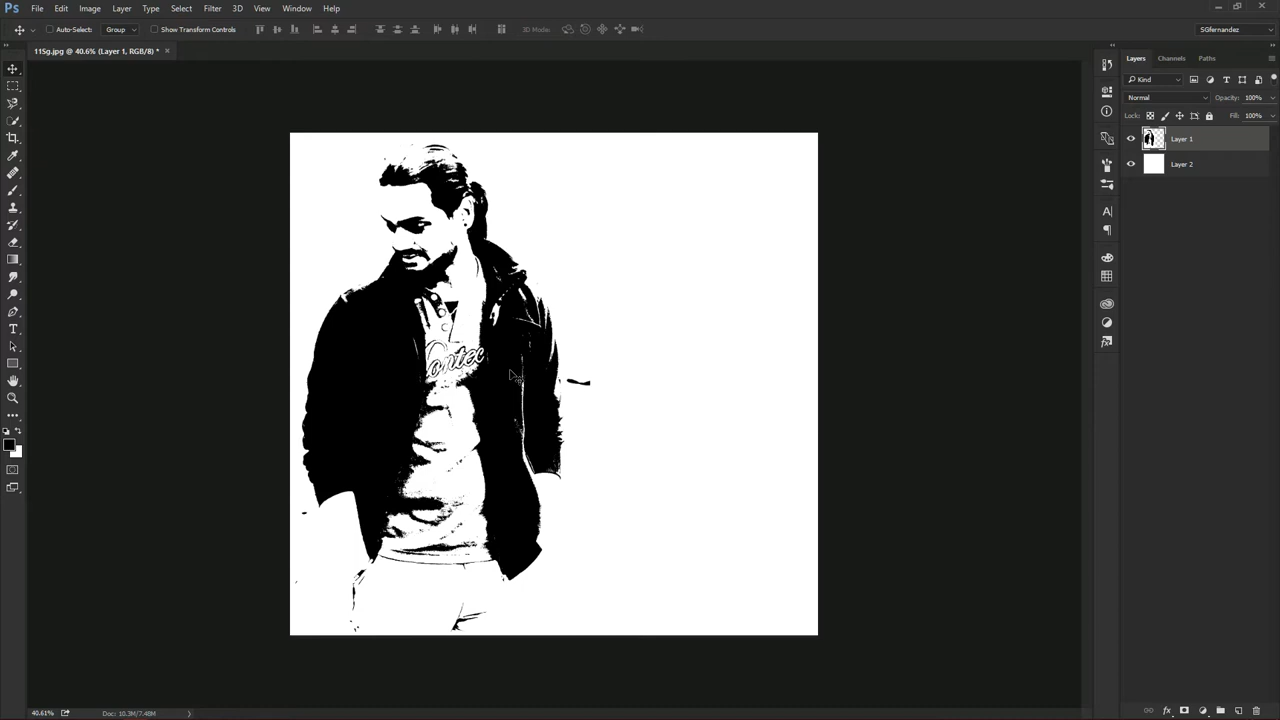 Ps File Edit Image Layer Type Select Filter 3D View Window Help
Auto-Select: Group Show Transform Controls 3D Mode: SGfernandez
11Sg.jpg @ 40.6% (Layer 1, RGB/8) * ×
Layers Channels Paths
Kind
Normal Opacity: 100%
Lock: Fill: 100%
Layer 1
Layer 2
40.61% Doc: 10.3M/7.48M